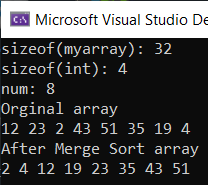 Microsoft Visual Studio De
sizeof(myarray): 32
sizeof(int): 4
num: 8
Orginal array
12 23 2 43 51 35 19 4
After Merge Sort array
2 4 12 19 23 35 43 51